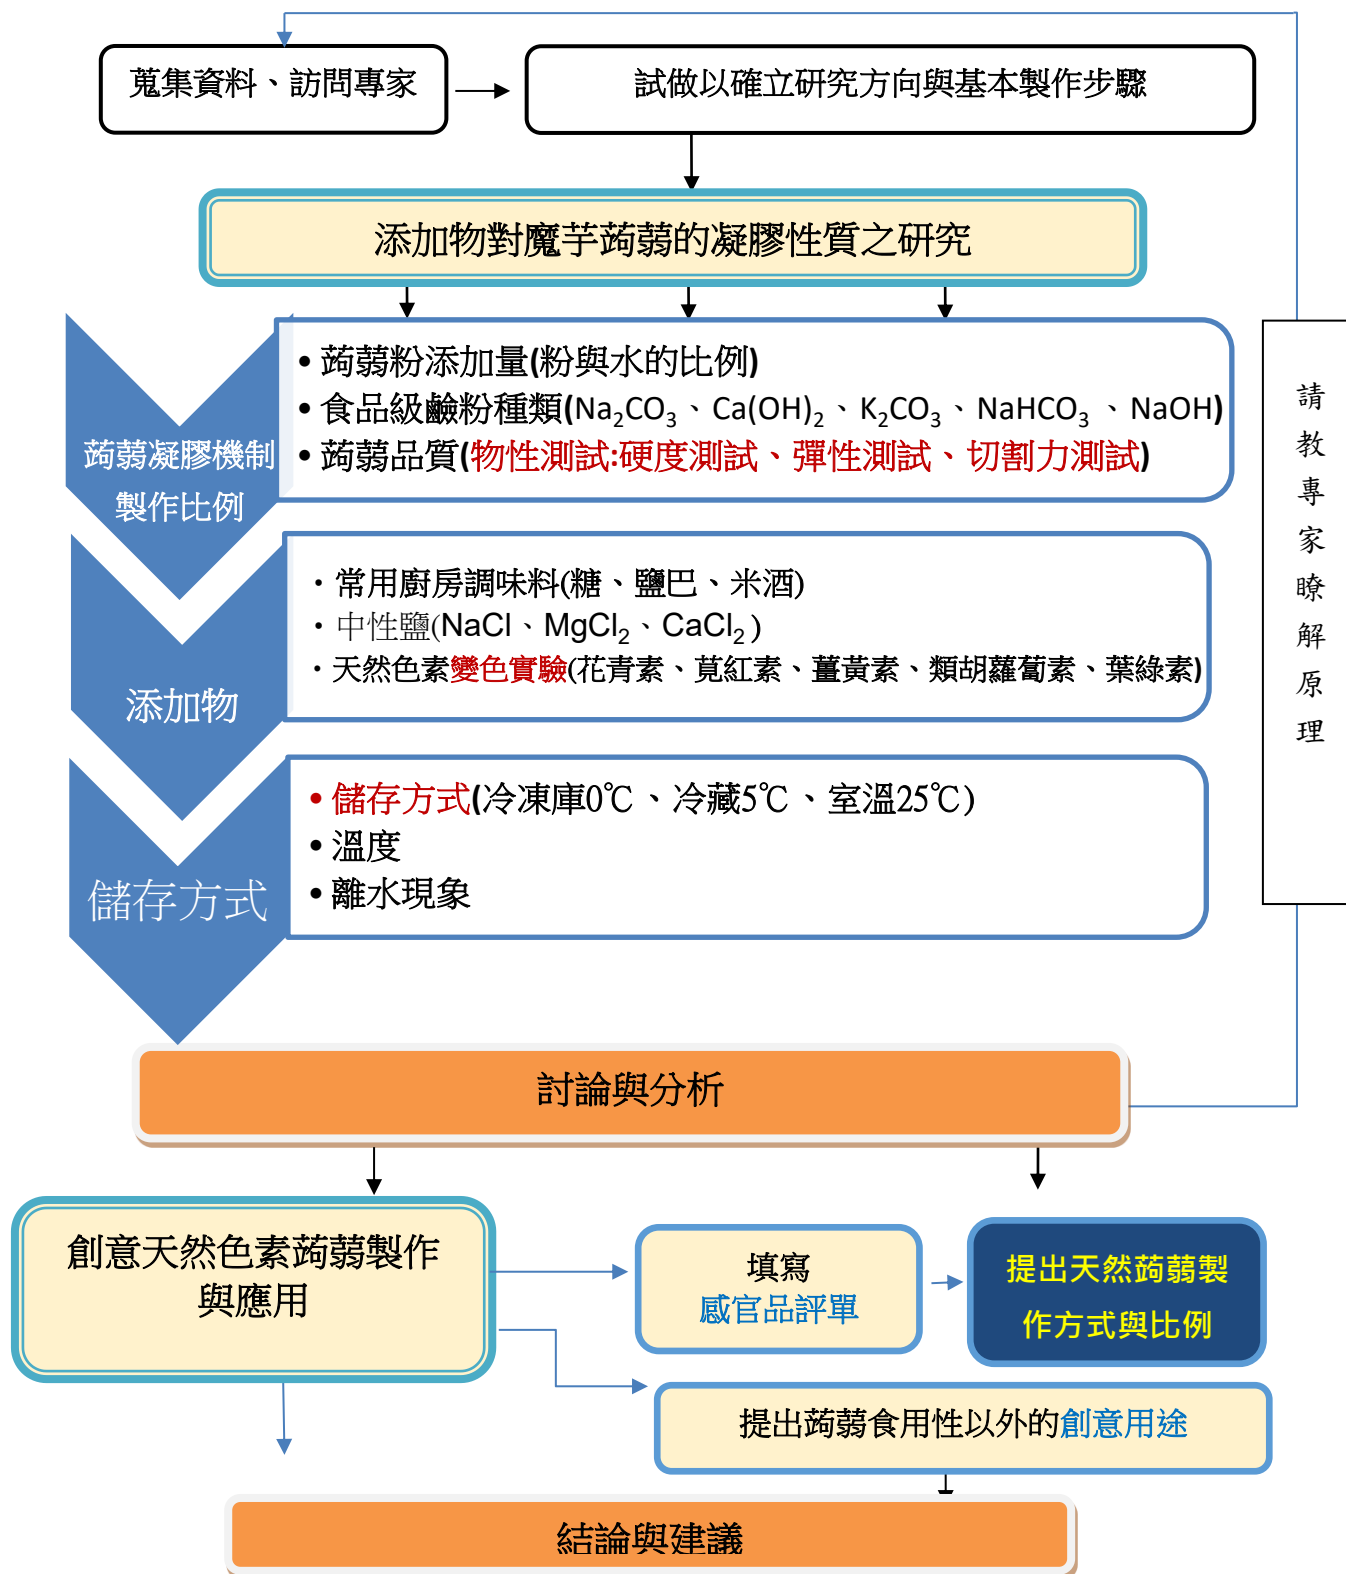 蒐集資料、訪問專家
試做以確立研究方向與基本製作步驟
添加物對魔芋蒟蒻的凝膠性質之研究
蒟蒻凝膠機制
製作比例
• 蒟蒻粉添加量(粉與水的比例)
• 食品級鹼粉種類(Na₂CO₃、Ca(OH)₂、K₂CO₃、NaHCO₃、NaOH)
• 蒟蒻品質(物性測試:硬度測試、彈性測試、切割力測試)
添加物
・常用廚房調味料(糖、鹽巴、米酒)
・中性鹽(NaCl、MgCl₂、CaCl₂)
・天然色素變色實驗(花青素、莧紅素、薑黃素、類胡蘿蔔素、葉綠素)
儲存方式
• 儲存方式(冷凍庫0℃、冷藏5℃、室溫25℃)
• 溫度
• 離水現象
請教專家瞭解原理
討論與分析
創意天然色素蒟蒻製作
與應用
填寫
感官品評單
提出天然蒟蒻製
作方式與比例
提出蒟蒻食用性以外的創意用途
結論與建議